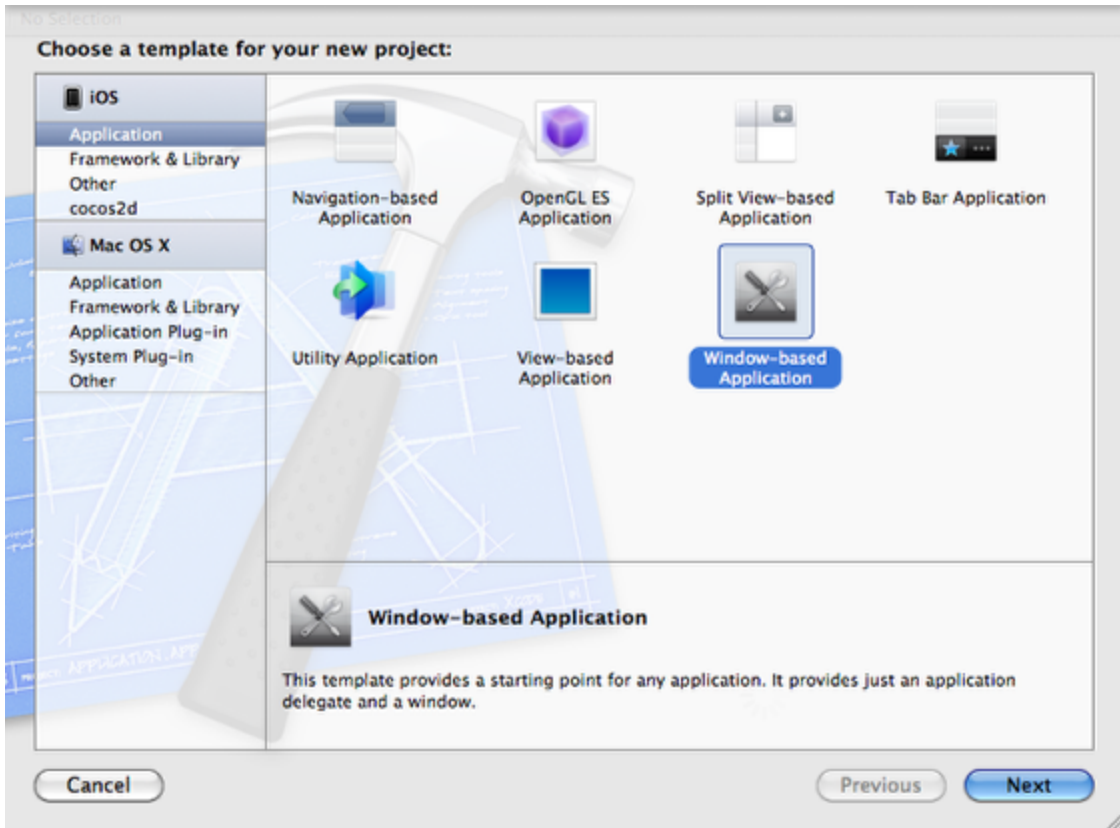 No Selection
Choose a template for your new project:
iOS
Application
Framework & Library
Other
cocos2d
Mac OS X
Application
Framework & Library
Application Plug-in
System Plug-in
Other
Navigation-based
Application
OpenGL ES
Application
Split View-based
Application
Tab Bar Application
Utility Application
View-based
Application
Window-based
Application
Window-based Application
This template provides a starting point for any application. It provides just an application
delegate and a window.
Cancel
Previous
Next